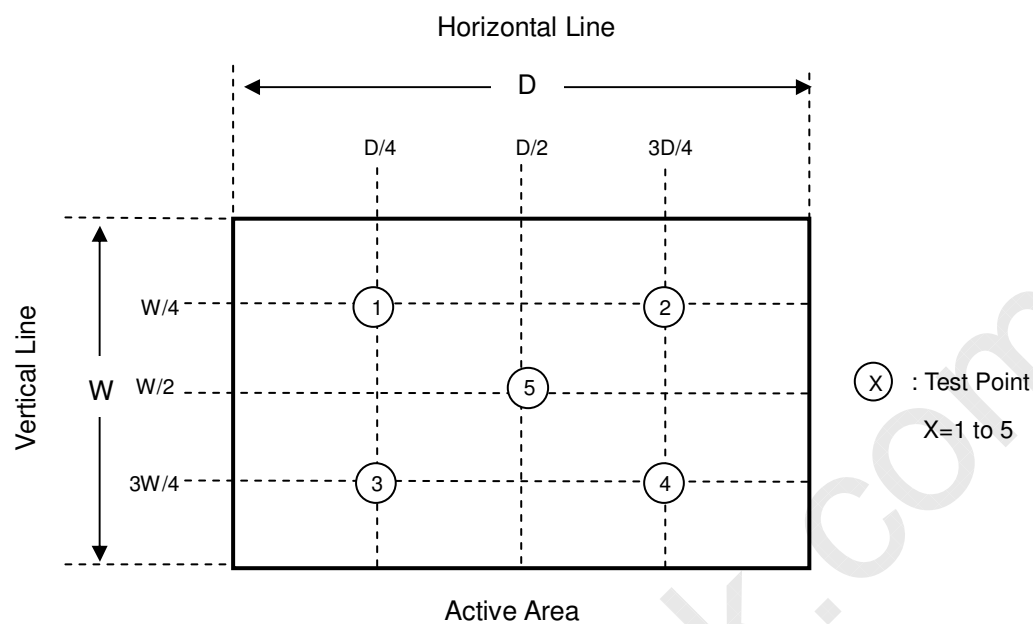 Horizontal Line
D
D/4 D/2 3D/4
Vertical Line
W
W/4
W/2
3W/4
1 2
5
3 4
X : Test Point
X=1 to 5
Active Area